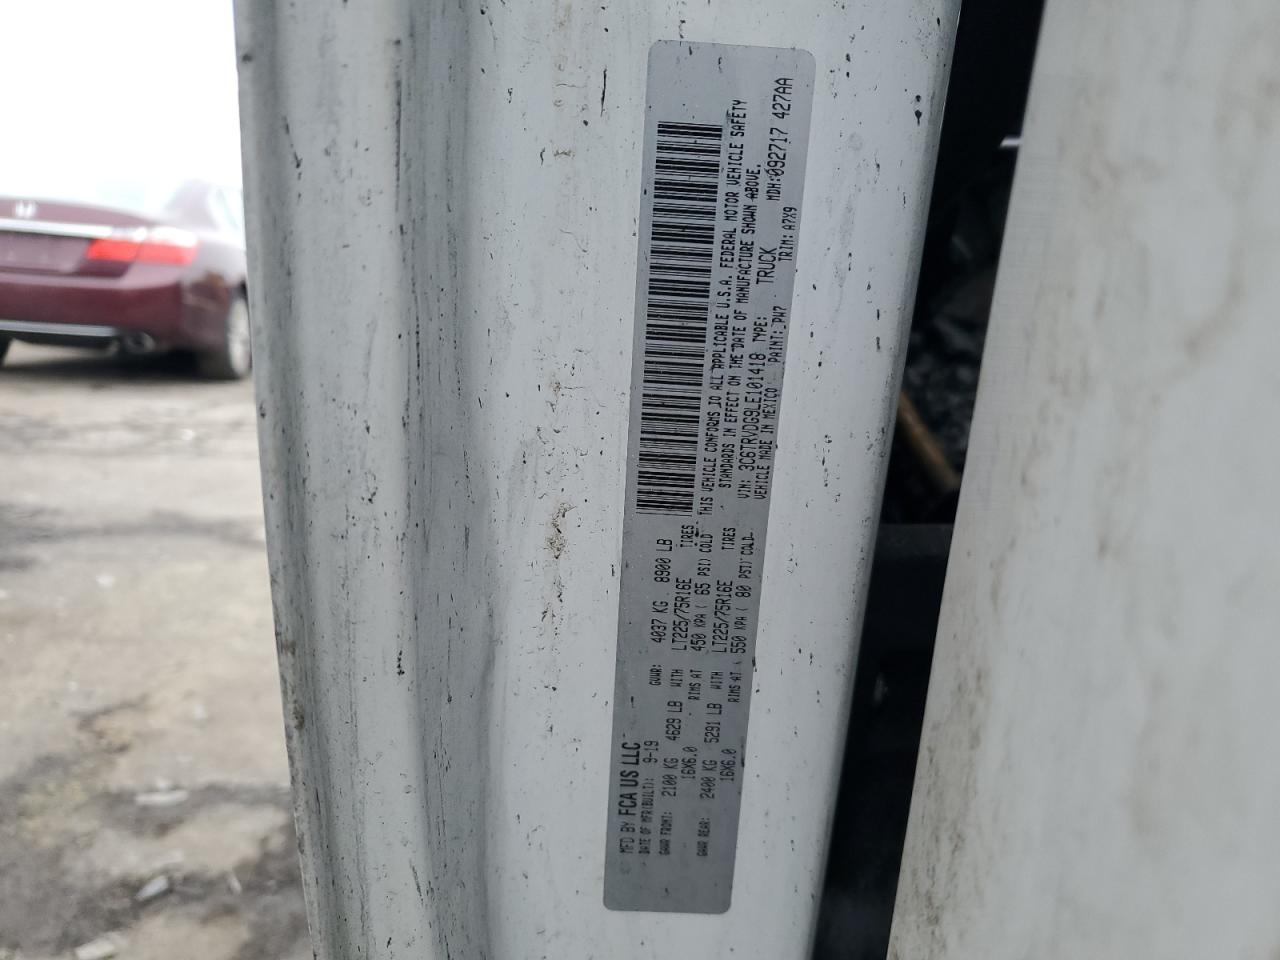 MFD BY FCA US LLC
DATE OF MFR(BUILT): 9-19 GVWR: 4037 KG 8900 LB
GAWR FRONT: 2100 KG 4629 LB WITH LT225/75R16E TIRES
16X6.0 RIMS AT 450 KPA ( 65 PSI) COLD
GAWR REAR: 2400 KG 5291 LB WITH LT225/75R16E TIRES
16X6.0 RIMS AT 550 KPA ( 80 PSI) COLD
THIS VEHICLE CONFORMS TO ALL APPLICABLE U.S.A. FEDERAL MOTOR VEHICLE SAFETY
STANDARDS IN EFFECT ON THE DATE OF MANUFACTURE SHOWN ABOVE.
VIN: 3C6TRVDG9LE101418 TYPE: TRUCK MDH: 092717 427AA
VEHICLE MADE IN MEXICO PAINT: PW7 TRIM: A7X9